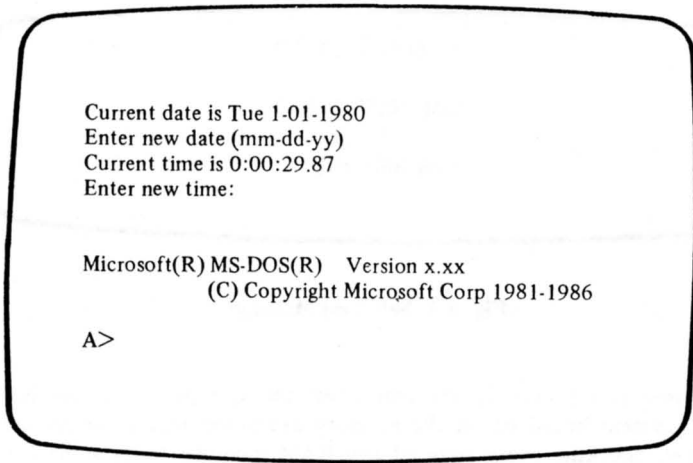 Current date is Tue 1-01-1980
Enter new date (mm-dd-yy)
Current time is 0:00:29.87
Enter new time:
Microsoft(R) MS-DOS(R) Version x.xx
(C) Copyright Microsoft Corp 1981-1986
A>